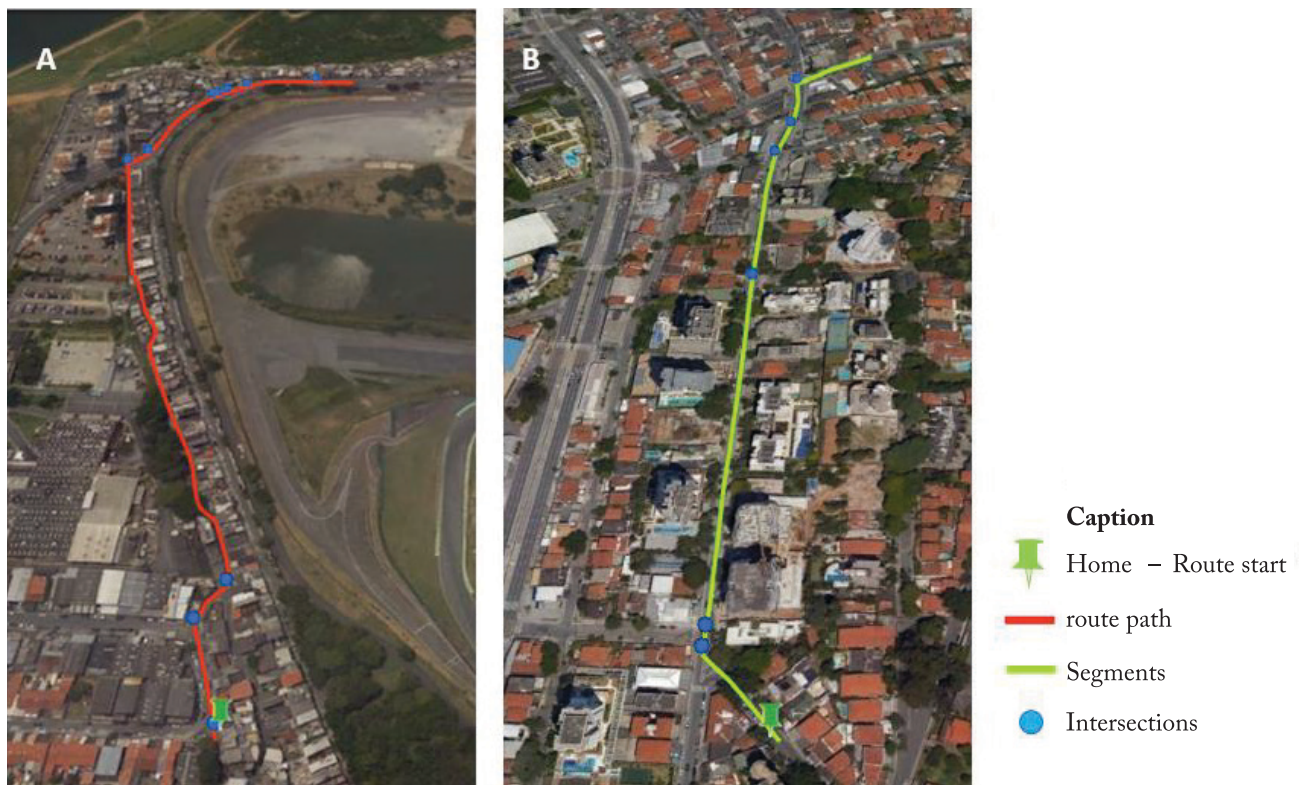 A
B
Caption
Home – Route start
route path
Segments
Intersections